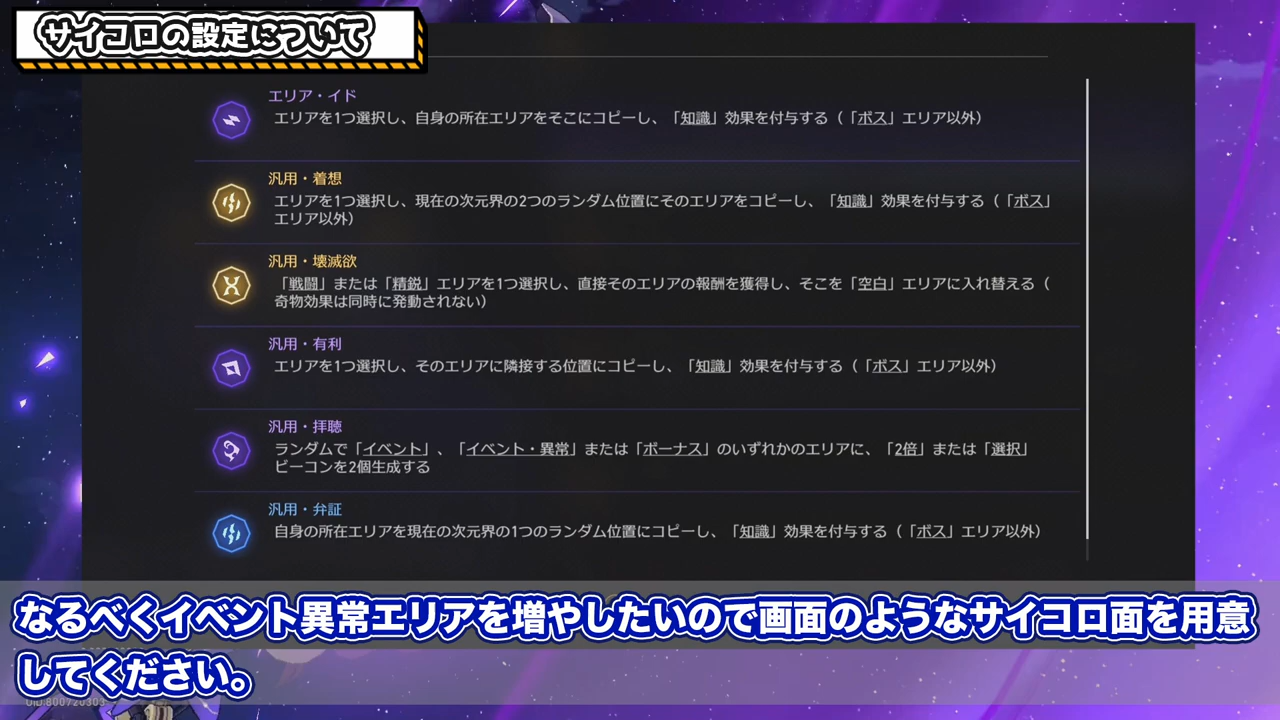 サイコロの設定について
エリア・イド
エリアを1つ選択し、自身の所在エリアをそこにコピーし、「知識」効果を付与する（「ボス」エリア以外）
汎用・着想
エリアを1つ選択し、現在の次元界の2つのランダム位置にそのエリアをコピーし、「知識」効果を付与する（「ボス」
エリア以外）
汎用・壊滅欲
「戦闘」または「精鋭」エリアを1つ選択し、直接そのエリアの報酬を獲得し、そこを「空白」エリアに入れ替える（
奇物効果は同時に発動されない）
汎用・有利
エリアを1つ選択し、そのエリアに隣接する位置にコピーし、「知識」効果を付与する（「ボス」エリア以外）
汎用・拝聴
ランダムで「イベント」、「イベント・異常」または「ボーナス」のいずれかのエリアに、「2倍」または「選択」
ビーコンを2個生成する
汎用・弁証
自身の所在エリアを現在の次元界の1つのランダム位置にコピーし、「知識」効果を付与する（「ボス」エリア以外）
なるべくイベント異常エリアを増やしたいので画面のようなサイコロ面を用意
してください。
UID:800720303